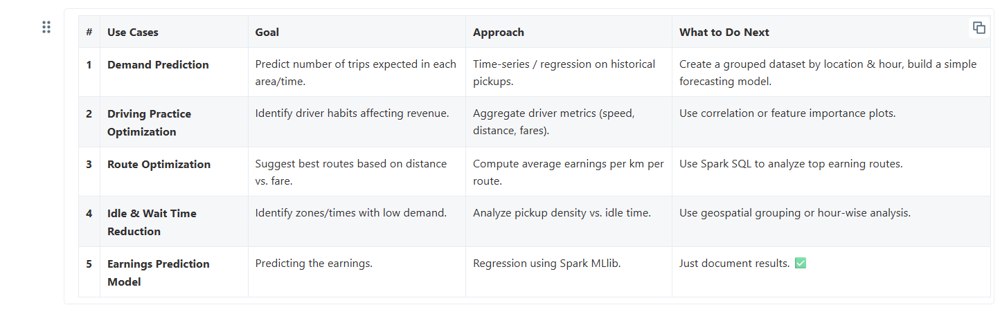 # Use Cases Goal Approach What to Do Next
1 Demand Prediction Predict number of trips expected in each Time-series / regression on historical Create a grouped dataset by location & hour, build a simple
area/time. pickups. forecasting model.
2 Driving Practice Identify driver habits affecting revenue. Aggregate driver metrics (speed, Use correlation or feature importance plots.
Optimization distance, fares).
3 Route Optimization Suggest best routes based on distance Compute average earnings per km per Use Spark SQL to analyze top earning routes.
vs. fare. route.
4 Idle & Wait Time Identify zones/times with low demand. Analyze pickup density vs. idle time. Use geospatial grouping or hour-wise analysis.
Reduction
5 Earnings Prediction Predicting the earnings. Regression using Spark MLlib. Just document results. ✅
Model